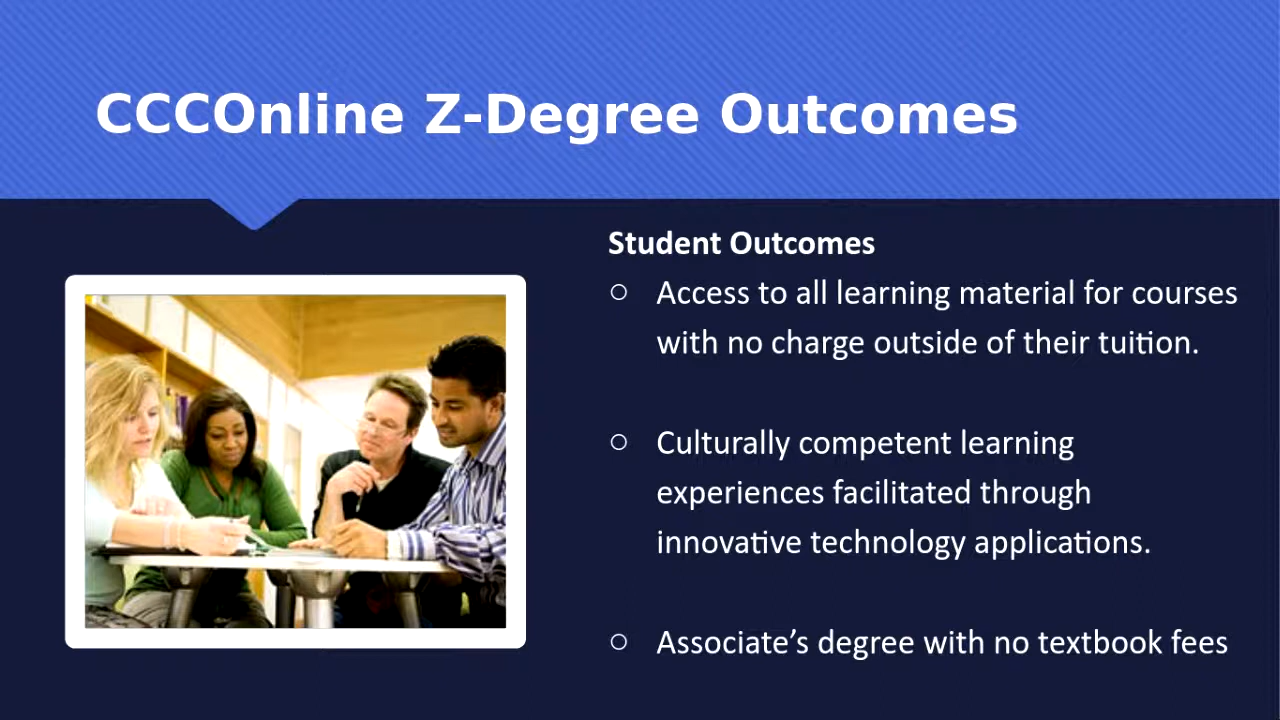 CCCOnline Z-Degree Outcomes
Student Outcomes
○ Access to all learning material for courses
with no charge outside of their tuition.
○ Culturally competent learning
experiences facilitated through
innovative technology applications.
○ Associate’s degree with no textbook fees